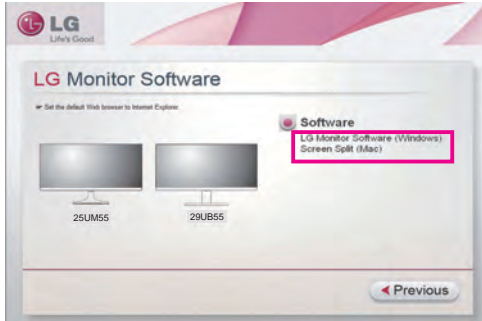 LG
Life's Good
LG Monitor Software
☞ Set the default Web browser to Internet Explorer.
Software
LG Monitor Software (Windows)
Screen Split (Mac)
25UM55
29UB55
Previous